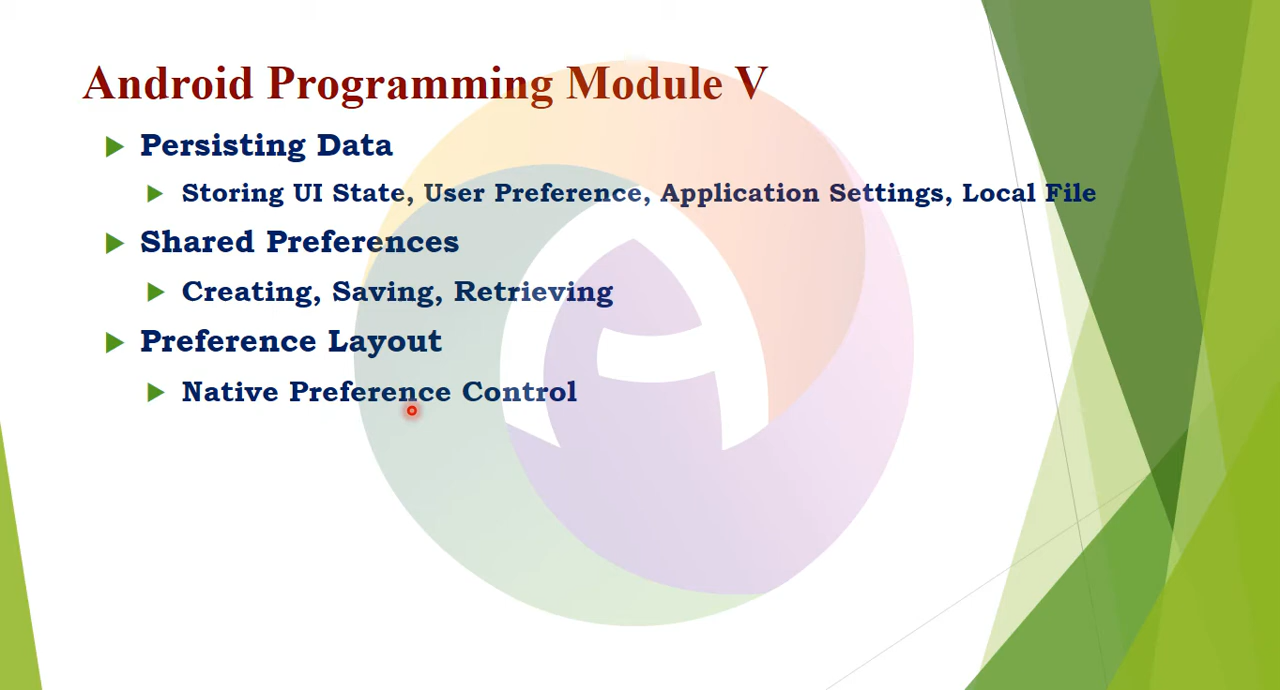 Android Programming Module V
Persisting Data
Storing UI State, User Preference, Application Settings, Local File
Shared Preferences
Creating, Saving, Retrieving
Preference Layout
Native Preference Control